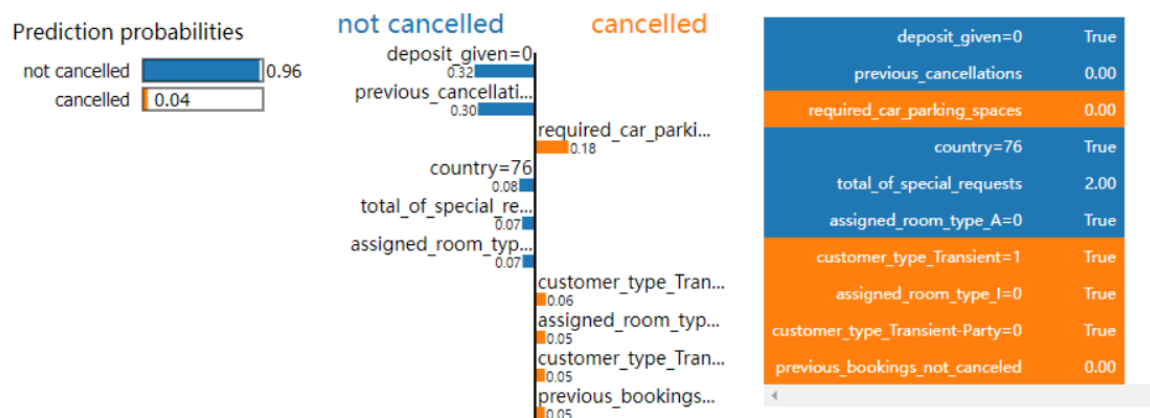 Prediction probabilities
not cancelled 0.96
cancelled 0.04
not cancelled cancelled
deposit_given=0
0.32
previous_cancellati...
0.30
required_car_parki...
0.18
country=76
0.08
total_of_special_re...
0.07
assigned_room_typ...
0.07
customer_type_Tran...
0.06
assigned_room_typ...
0.05
customer_type_Tran...
0.05
previous_bookings...
0.05
deposit_given=0 True
previous_cancellations 0.00
required_car_parking_spaces 0.00
country=76 True
total_of_special_requests 2.00
assigned_room_type_A=0 True
customer_type_Transient=1 True
assigned_room_type_I=0 True
customer_type_Transient-Party=0 True
previous_bookings_not_canceled 0.00